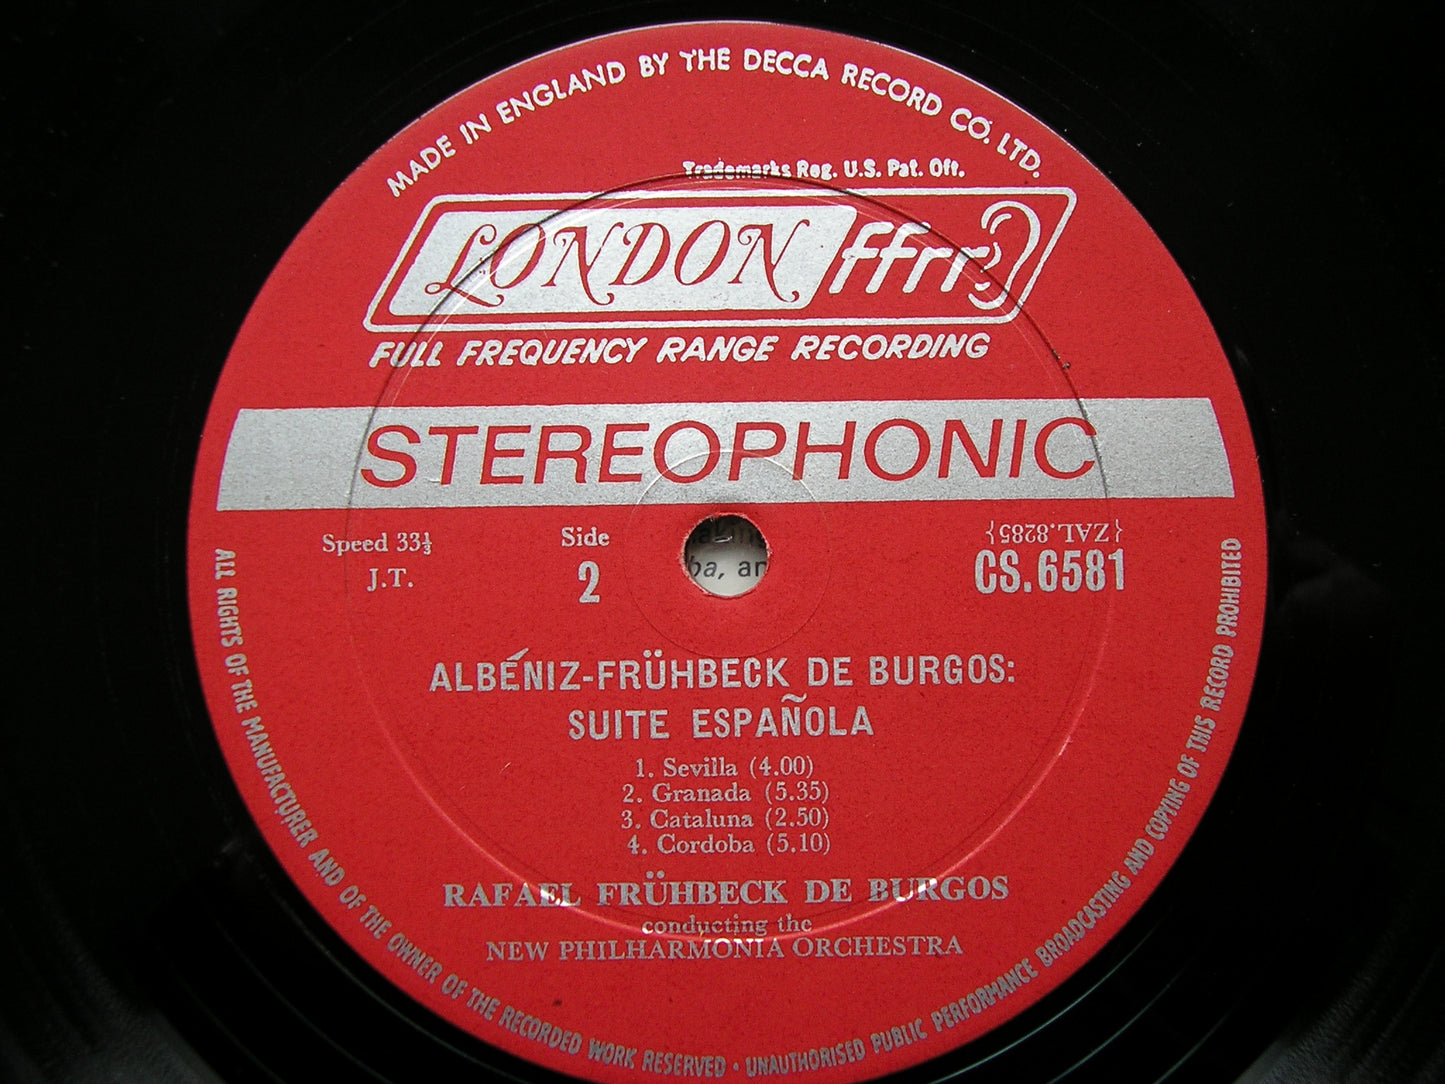 MADE IN ENGLAND BY THE DECCA RECORD CO. LTD.
Trademarks Reg. U.S. Pat. Off.
LONDON ffrr
FULL FREQUENCY RANGE RECORDING
STEREOPHONIC
Speed 33⅓
J.T.
Side
2
{ZAL.8285}
CS.6581
ALBÉNIZ-FRÜHBECK DE BURGOS:
SUITE ESPAÑOLA
1. Sevilla (4.00)
2. Granada (5.35)
3. Cataluna (2.50)
4. Cordoba (5.10)
RAFAEL FRÜHBECK DE BURGOS
conducting the
NEW PHILHARMONIA ORCHESTRA
ALL RIGHTS OF THE MANUFACTURER AND OF THE OWNER OF THE RECORDED WORK RESERVED · UNAUTHORISED PUBLIC PERFORMANCE BROADCASTING AND COPYING OF THIS RECORD PROHIBITED